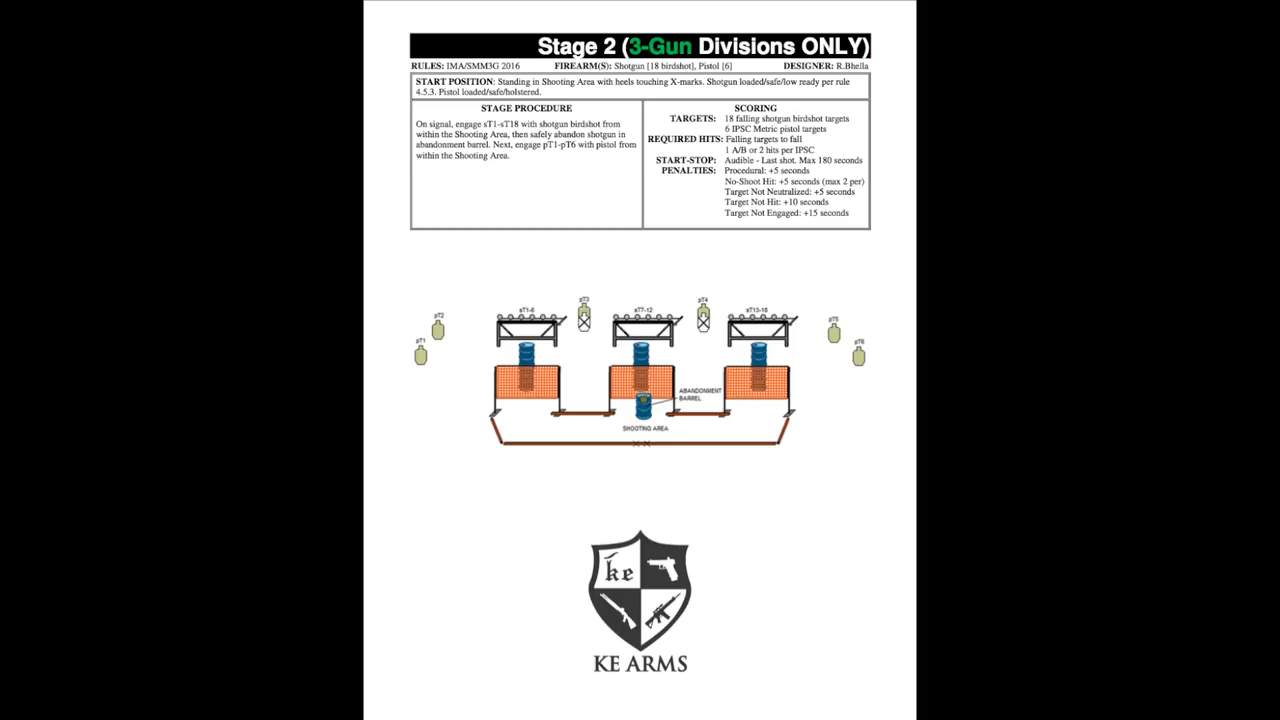 Stage 2 (3-Gun Divisions ONLY)
RULES: IMA/SMM3G 2016 FIREARM(S): Shotgun [18 birdshot], Pistol [6] DESIGNER: R.Bhella
START POSITION: Standing in Shooting Area with heels touching X-marks. Shotgun loaded/safe/low ready per rule
4.5.3. Pistol loaded/safe/holstered.
STAGE PROCEDURE
On signal, engage sT1-sT18 with shotgun birdshot from
within the Shooting Area, then safely abandon shotgun in
abandonment barrel. Next, engage pT1-pT6 with pistol from
within the Shooting Area.
SCORING
TARGETS: 18 falling shotgun birdshot targets
6 IPSC Metric pistol targets
REQUIRED HITS: Falling targets to fall
1 A/B or 2 hits per IPSC
START-STOP: Audible - Last shot. Max 180 seconds
PENALTIES: Procedural: +5 seconds
No-Shoot Hit: +5 seconds (max 2 per)
Target Not Neutralized: +5 seconds
Target Not Hit: +10 seconds
Target Not Engaged: +15 seconds
pT3 pT4
sT1-6 sT7-12 sT13-18
pT2 pT5
pT1 pT6
ABANDONMENT
BARREL
SHOOTING AREA
ke
KE ARMS